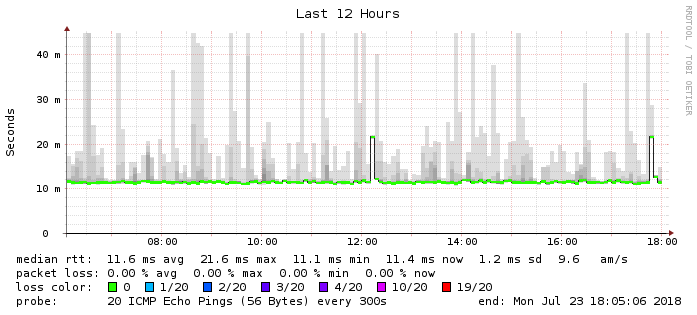 Last 12 Hours
RRDTOOL / TOBI OETIKER
Seconds
40 m
30 m
20 m
10 m
0
08:00 10:00 12:00 14:00 16:00 18:00
median rtt: 11.6 ms avg 21.6 ms max 11.1 ms min 11.4 ms now 1.2 ms sd 9.6 am/s
packet loss: 0.00 % avg 0.00 % max 0.00 % min 0.00 % now
loss color: 0 1/20 2/20 3/20 4/20 10/20 19/20
probe: 20 ICMP Echo Pings (56 Bytes) every 300s end: Mon Jul 23 18:05:06 2018